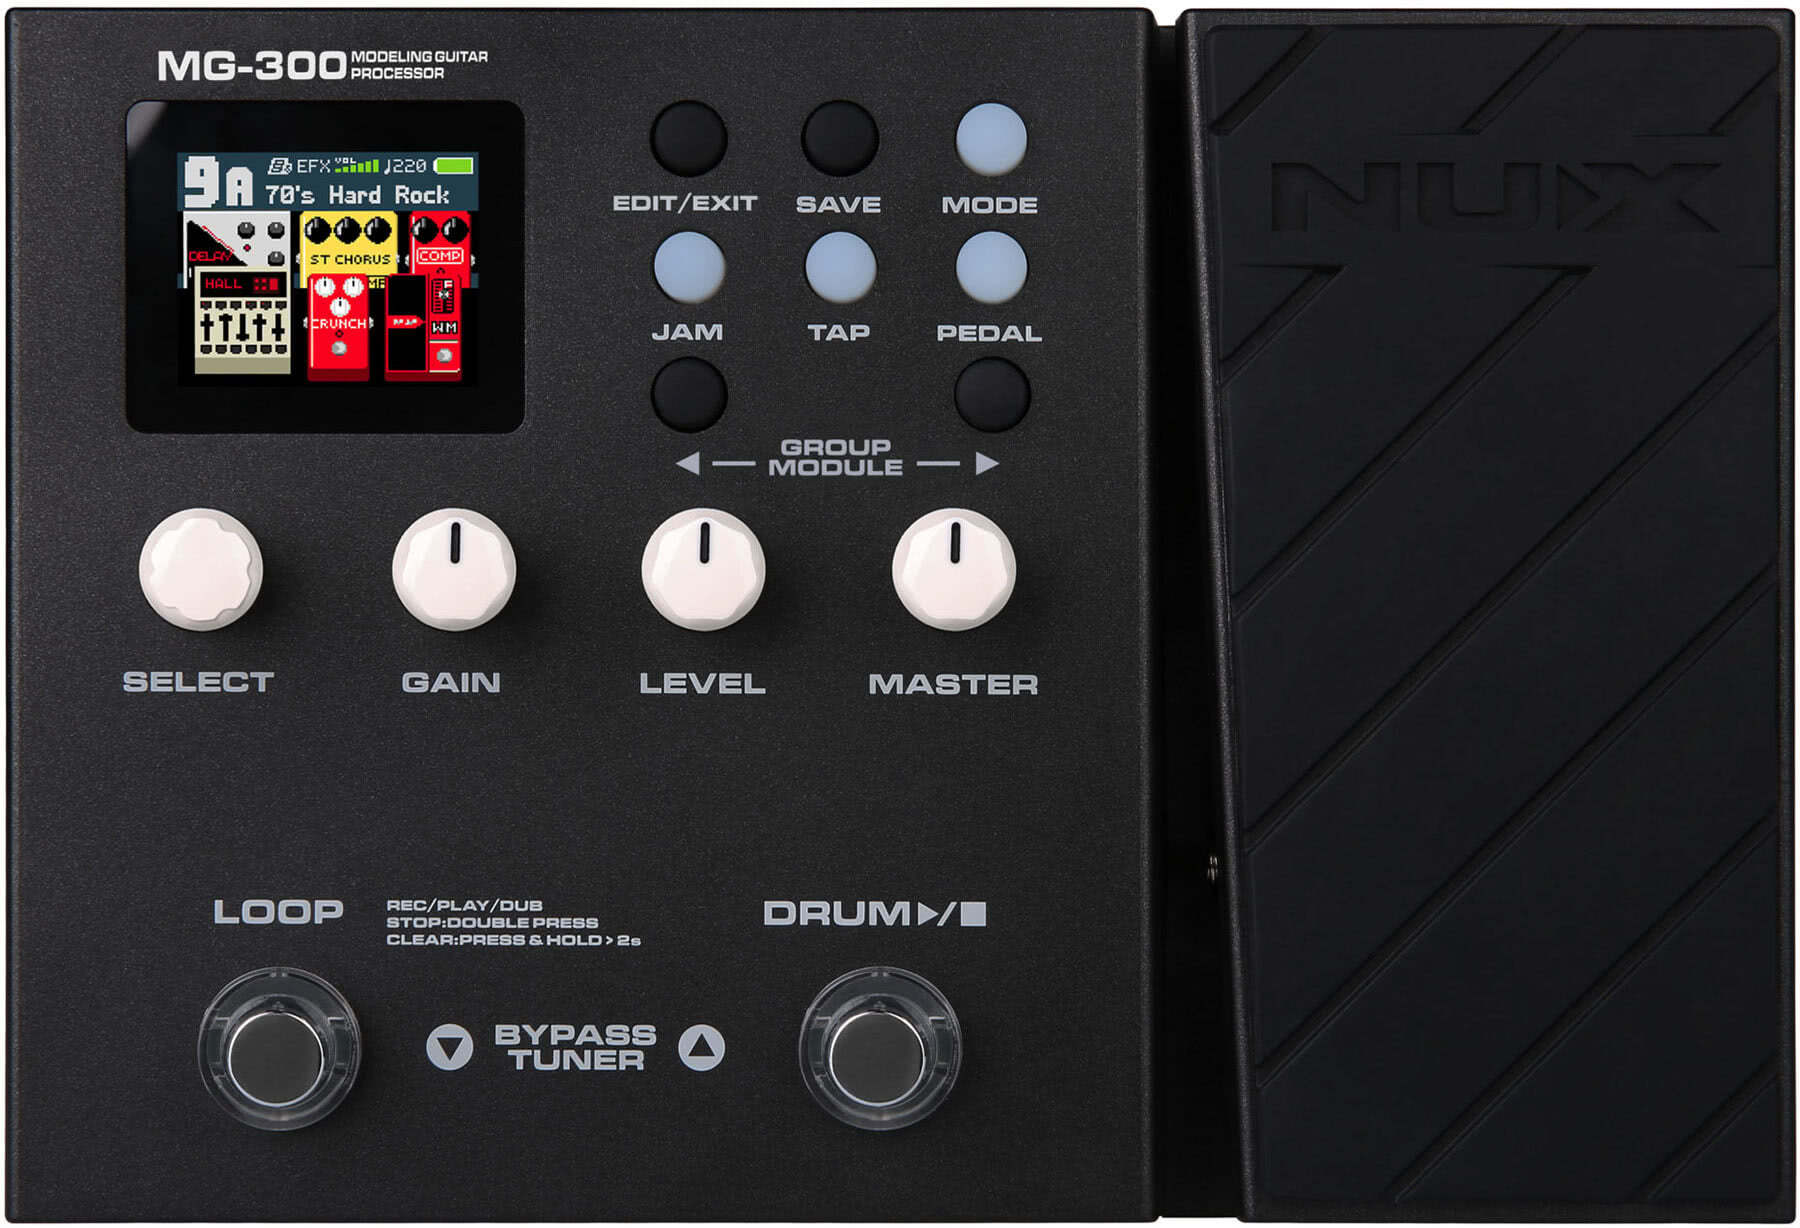 MG-300 MODELING GUITAR
PROCESSOR
NUX
9A EFX VOL ♩220
70's Hard Rock
DELAY
ST CHORUS
COMP
HALL
CRUNCH
WM
EDIT/EXIT SAVE MODE
JAM TAP PEDAL
GROUP
MODULE
SELECT GAIN LEVEL MASTER
LOOP
REC/PLAY/DUB
STOP:DOUBLE PRESS
CLEAR:PRESS & HOLD > 2s
DRUM▶/■
BYPASS
TUNER